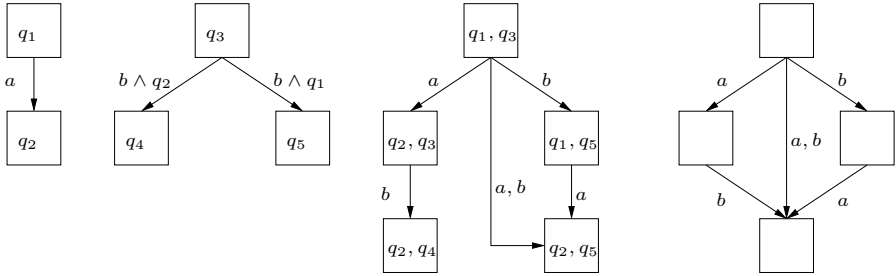 q₁
a
q₂
q₃
b ∧ q₂
b ∧ q₁
q₄
q₅
q₁, q₃
a
b
q₂, q₃
q₁, q₅
a, b
b
a
q₂, q₄
q₂, q₅
a
b
a, b
b
a